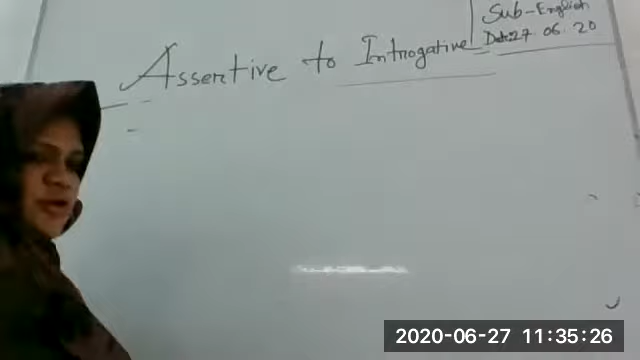 Sub-English
Date:27.06.20
Assertive to Introgative
2020-06-27 11:35:26